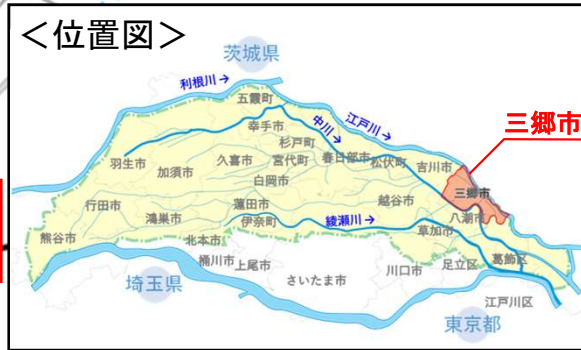 ＜位置図＞
茨城県
利根川→
五霞町
江戸川→
幸手市
中川→
三郷市
杉戸町
羽生市
加須市
久喜市
宮代町
春日部市
松伏町
吉川市
白岡市
三郷市
行田市
蓮田市
越谷市
鴻巣市
伊奈町
綾瀬川→
八潮市
熊谷市
北本市
草加市
桶川市
上尾市
川口市
足立区
葛飾区
埼玉県
さいたま市
江戸川区
東京都